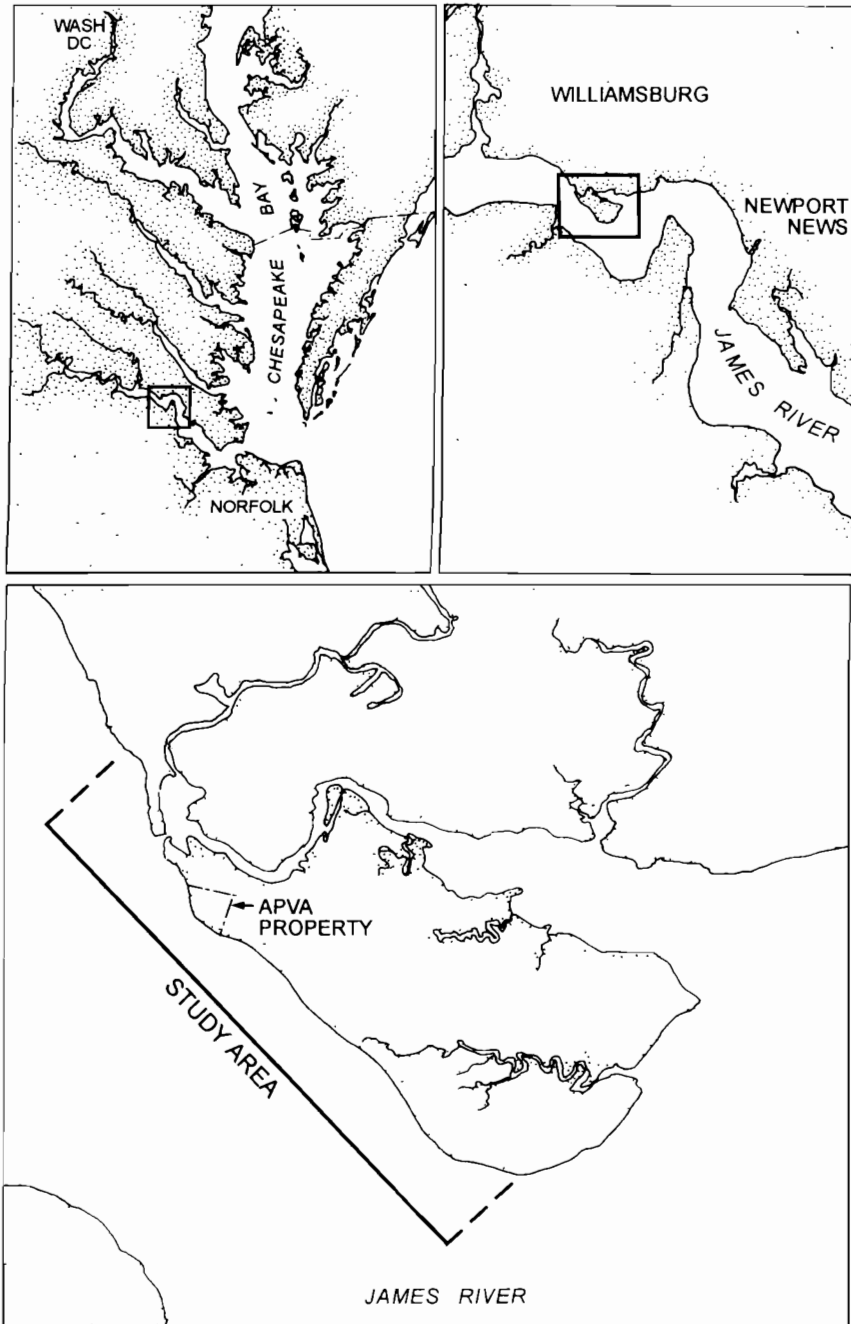 WASH
DC
BAY
CHESAPEAKE
NORFOLK
WILLIAMSBURG
NEWPORT
NEWS
JAMES RIVER
APVA
PROPERTY
STUDY AREA
JAMES RIVER